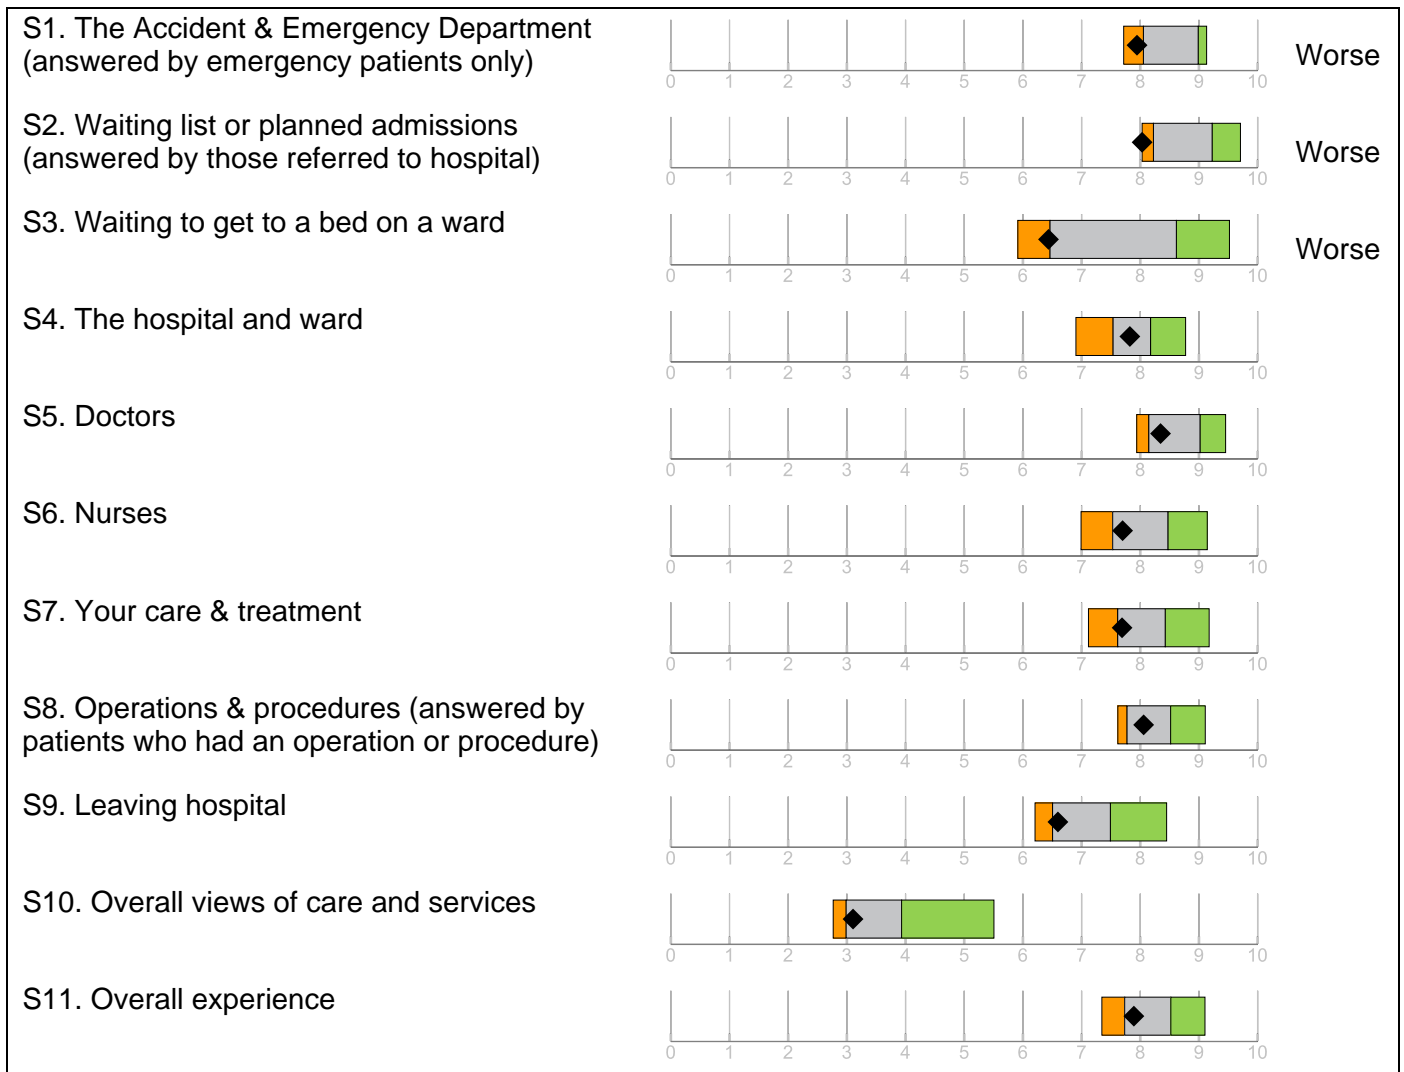 S1. The Accident & Emergency Department
(answered by emergency patients only)
0 1 2 3 4 5 6 7 8 9 10
Worse
S2. Waiting list or planned admissions
(answered by those referred to hospital)
0 1 2 3 4 5 6 7 8 9 10
Worse
S3. Waiting to get to a bed on a ward
0 1 2 3 4 5 6 7 8 9 10
Worse
S4. The hospital and ward
0 1 2 3 4 5 6 7 8 9 10
S5. Doctors
0 1 2 3 4 5 6 7 8 9 10
S6. Nurses
0 1 2 3 4 5 6 7 8 9 10
S7. Your care & treatment
0 1 2 3 4 5 6 7 8 9 10
S8. Operations & procedures (answered by
patients who had an operation or procedure)
0 1 2 3 4 5 6 7 8 9 10
S9. Leaving hospital
0 1 2 3 4 5 6 7 8 9 10
S10. Overall views of care and services
0 1 2 3 4 5 6 7 8 9 10
S11. Overall experience
0 1 2 3 4 5 6 7 8 9 10